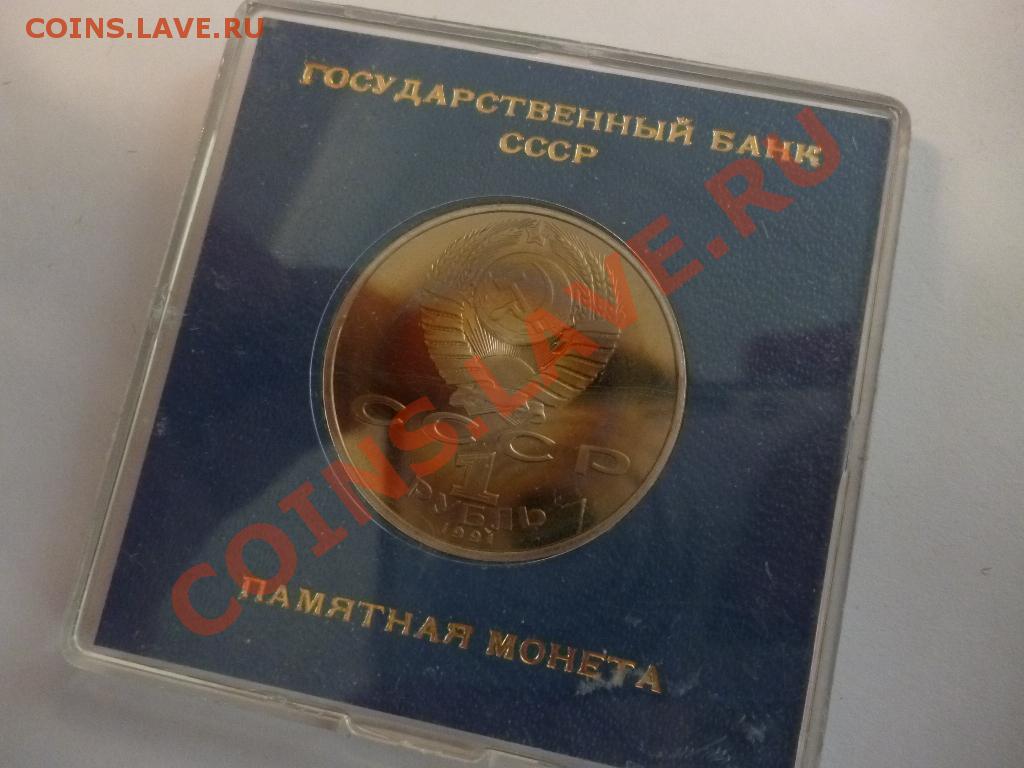 COINS.LAVE.RU
ГОСУДАРСТВЕННЫЙ БАНК
СССР
COINS.LAVE.RU
СССР
1
РУБЛЬ
1991
ПАМЯТНАЯ МОНЕТА